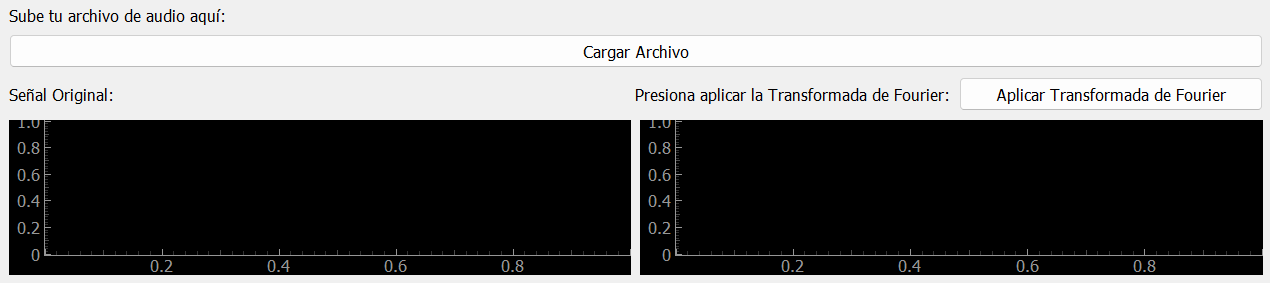 Sube tu archivo de audio aquí:
Cargar Archivo
Señal Original:
Presiona aplicar la Transformada de Fourier: Aplicar Transformada de Fourier
1.0
0.8
0.6
0.4
0.2
0
0.2 0.4 0.6 0.8
1.0
0.8
0.6
0.4
0.2
0
0.2 0.4 0.6 0.8